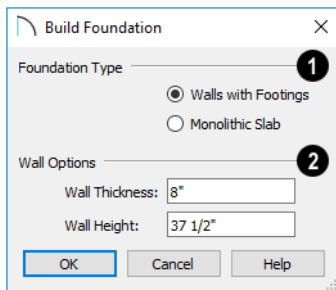 Build Foundation
Foundation Type 1
Walls with Footings
Monolithic Slab
Wall Options 2
Wall Thickness: 8"
Wall Height: 37 1/2"
OK Cancel Help